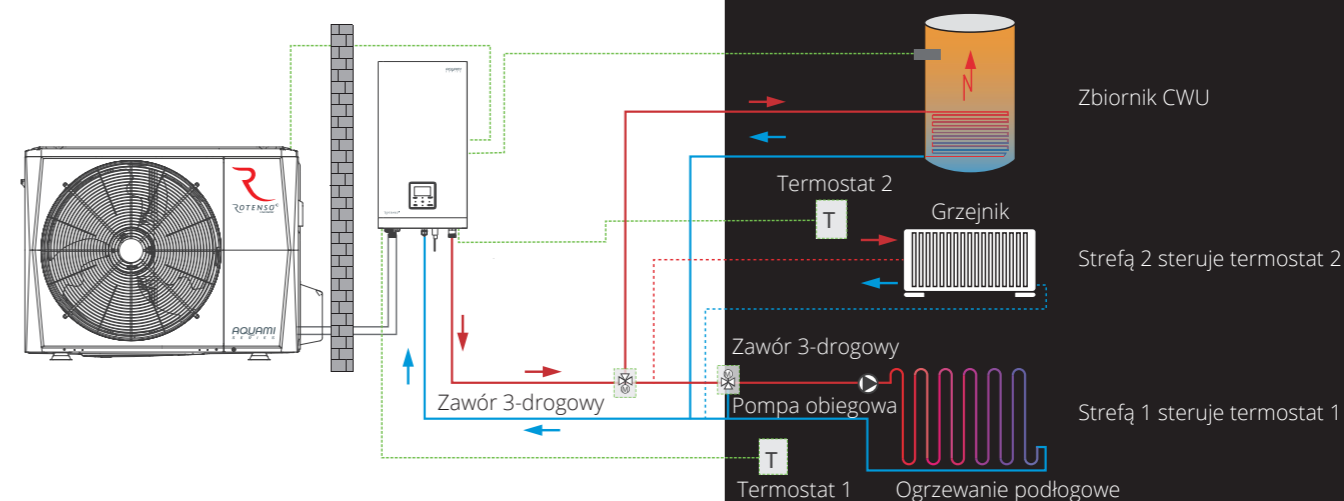 Zbiornik CWU
Termostat 2
T
Grzejnik
Strefą 2 steruje termostat 2
ROTENSO
AQUAMI
SERIES
Zawór 3-drogowy
Zawór 3-drogowy
M
M
Pompa obiegowa
Strefą 1 steruje termostat 1
T
Termostat 1
Ogrzewanie podłogowe